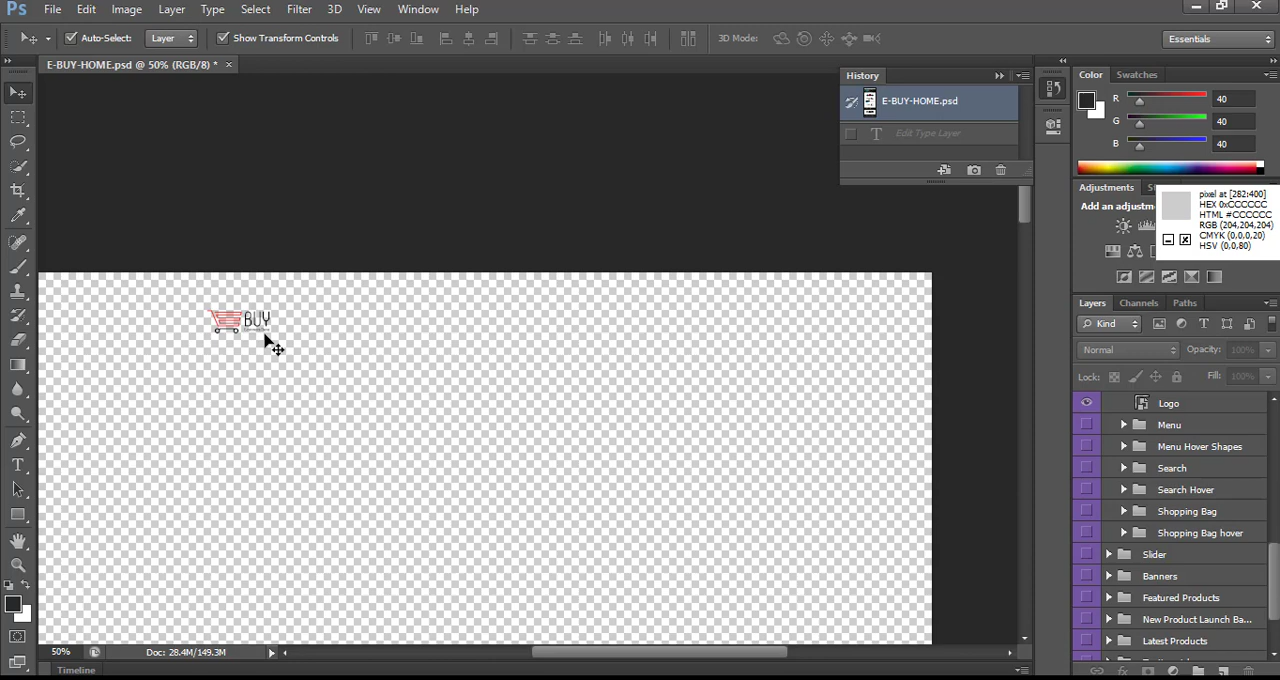 Ps File Edit Image Layer Type Select Filter 3D View Window Help
Auto-Select: Layer Show Transform Controls 3D Mode: Essentials
E-BUY-HOME.psd @ 50% (RGB/8) *
History
E-BUY-HOME.psd
Edit Type Layer
Color Swatches
R 40
G 40
B 40
Adjustments
Add an adjustm
pixel at [282:400]
HEX 0xCCCCCC
HTML #CCCCCC
RGB (204,204,204)
CMYK (0,0,0,20)
HSV (0,0,80)
BUY
Layers Channels Paths
Kind
Normal Opacity: 100%
Lock: Fill: 100%
Logo
Menu
Menu Hover Shapes
Search
Search Hover
Shopping Bag
Shopping Bag hover
Slider
Banners
Featured Products
New Product Launch Ba...
Latest Products
50% Doc: 28.4M/149.3M
Timeline